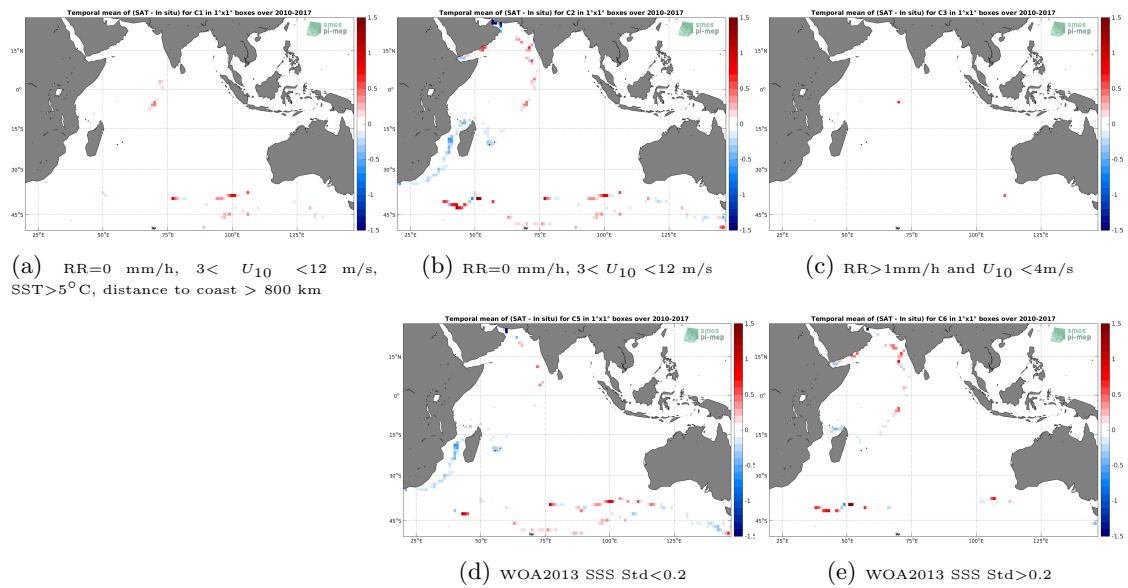 Temporal mean of (SAT - In situ) for C1 in 1°x1° boxes over 2010-2017
smos
pi-mep
15°N
0°E
15°S
30°S
45°S
25°E 50°E 75°E 100°E 125°E
1.5
1
0.5
0
-0.5
-1
-1.5
(a) RR=0 mm/h, 3< U10 <12 m/s,
SST>5°C, distance to coast > 800 km
Temporal mean of (SAT - In situ) for C2 in 1°x1° boxes over 2010-2017
smos
pi-mep
15°N
0°E
15°S
30°S
45°S
25°E 50°E 75°E 100°E 125°E
1.5
1
0.5
0
-0.5
-1
-1.5
(b) RR=0 mm/h, 3< U10 <12 m/s
Temporal mean of (SAT - In situ) for C3 in 1°x1° boxes over 2010-2017
smos
pi-mep
15°N
0°E
15°S
30°S
45°S
25°E 50°E 75°E 100°E 125°E
1.5
1
0.5
0
-0.5
-1
-1.5
(c) RR>1mm/h and U10 <4m/s
Temporal mean of (SAT - In situ) for C5 in 1°x1° boxes over 2010-2017
smos
pi-mep
15°N
0°E
15°S
30°S
45°S
25°E 50°E 75°E 100°E 125°E
1.5
1
0.5
0
-0.5
-1
-1.5
(d) WOA2013 SSS Std<0.2
Temporal mean of (SAT - In situ) for C6 in 1°x1° boxes over 2010-2017
smos
pi-mep
15°N
0°E
15°S
30°S
45°S
25°E 50°E 75°E 100°E 125°E
1.5
1
0.5
0
-0.5
-1
-1.5
(e) WOA2013 SSS Std>0.2